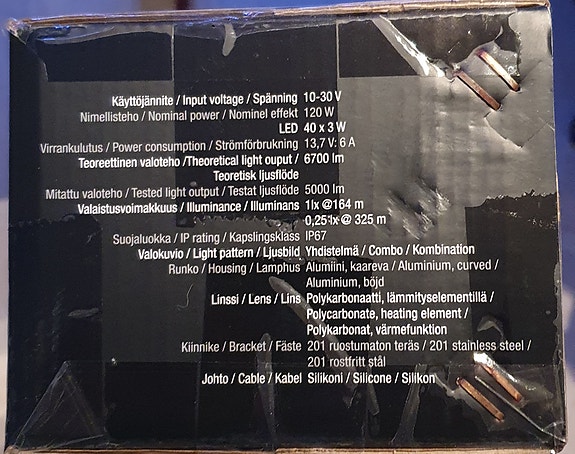 Käyttöjännite / Input voltage / Spänning 10-30 V
Nimellisteho / Nominal power / Nominel effekt 120 W
LED 40 x 3 W
Virrankulutus / Power consumption / Strömförbrukning 13,7 V: 6 A
Teoreettinen valoteho /Theoretical light ouput / 6700 lm
Teoretisk ljusflöde
Mitattu valoteho / Tested light output / Testat ljusflöde 5000 lm
Valaistusvoimakkuus / Illuminance / Illuminans 1lx @164 m
0,25 lx @ 325 m
Suojaluokka / IP rating / Kapslingsklass IP67
Valokuvio / Light pattern / Ljusbild Yhdistelmä / Combo / Kombination
Runko / Housing / Lamphus Alumiini, kaareva / Aluminium, curved /
Aluminium, böjd
Linssi / Lens / Lins Polykarbonaatti, lämmityselementillä /
Polycarbonate, heating element /
Polykarbonat, värmefunktion
Kiinnike / Bracket / Fäste 201 ruostumaton teräs / 201 stainless steel /
201 rostfritt stål
Johto / Cable / Kabel Silikoni / Silicone / Silikon